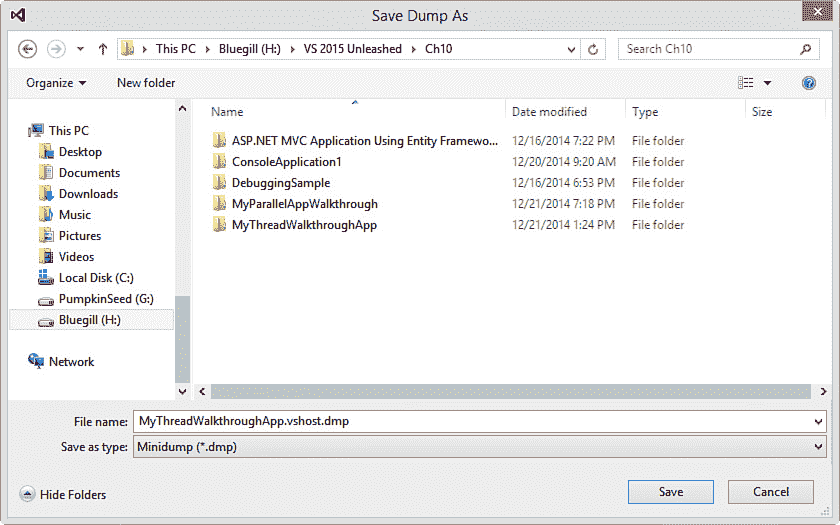 Save Dump As
This PC Bluegill (H:) VS 2015 Unleashed Ch10 Search Ch10
Organize New folder
Name Date modified Type Size
This PC
Desktop
Documents
Downloads
Music
Pictures
Videos
Local Disk (C:)
PumpkinSeed (G:)
Bluegill (H:)
Network
ASP.NET MVC Application Using Entity Framewo... 12/16/2014 7:22 PM File folder
ConsoleApplication1 12/20/2014 9:20 AM File folder
DebuggingSample 12/16/2014 6:53 PM File folder
MyParallelAppWalkthrough 12/21/2014 7:18 PM File folder
MyThreadWalkthroughApp 12/21/2014 1:24 PM File folder
File name: MyThreadWalkthroughApp.vshost.dmp
Save as type: Minidump (*.dmp)
Hide Folders Save Cancel